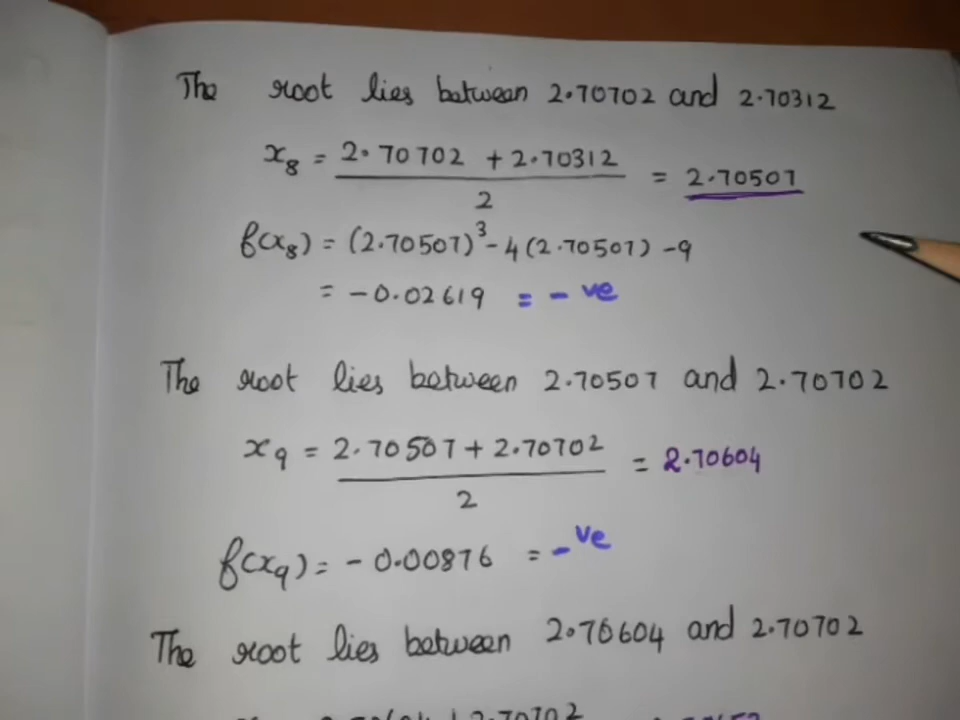 The root lies between 2.70702 and 2.70312
x8 = 2.70702 + 2.70312 / 2 = 2.70507
f(x8) = (2.70507)^3 - 4(2.70507) - 9
= -0.02619 = -ve
The root lies between 2.70507 and 2.70702
x9 = 2.70507 + 2.70702 / 2 = 2.70604
f(x9) = -0.00876 = -ve
The root lies between 2.70604 and 2.70702
2.70702